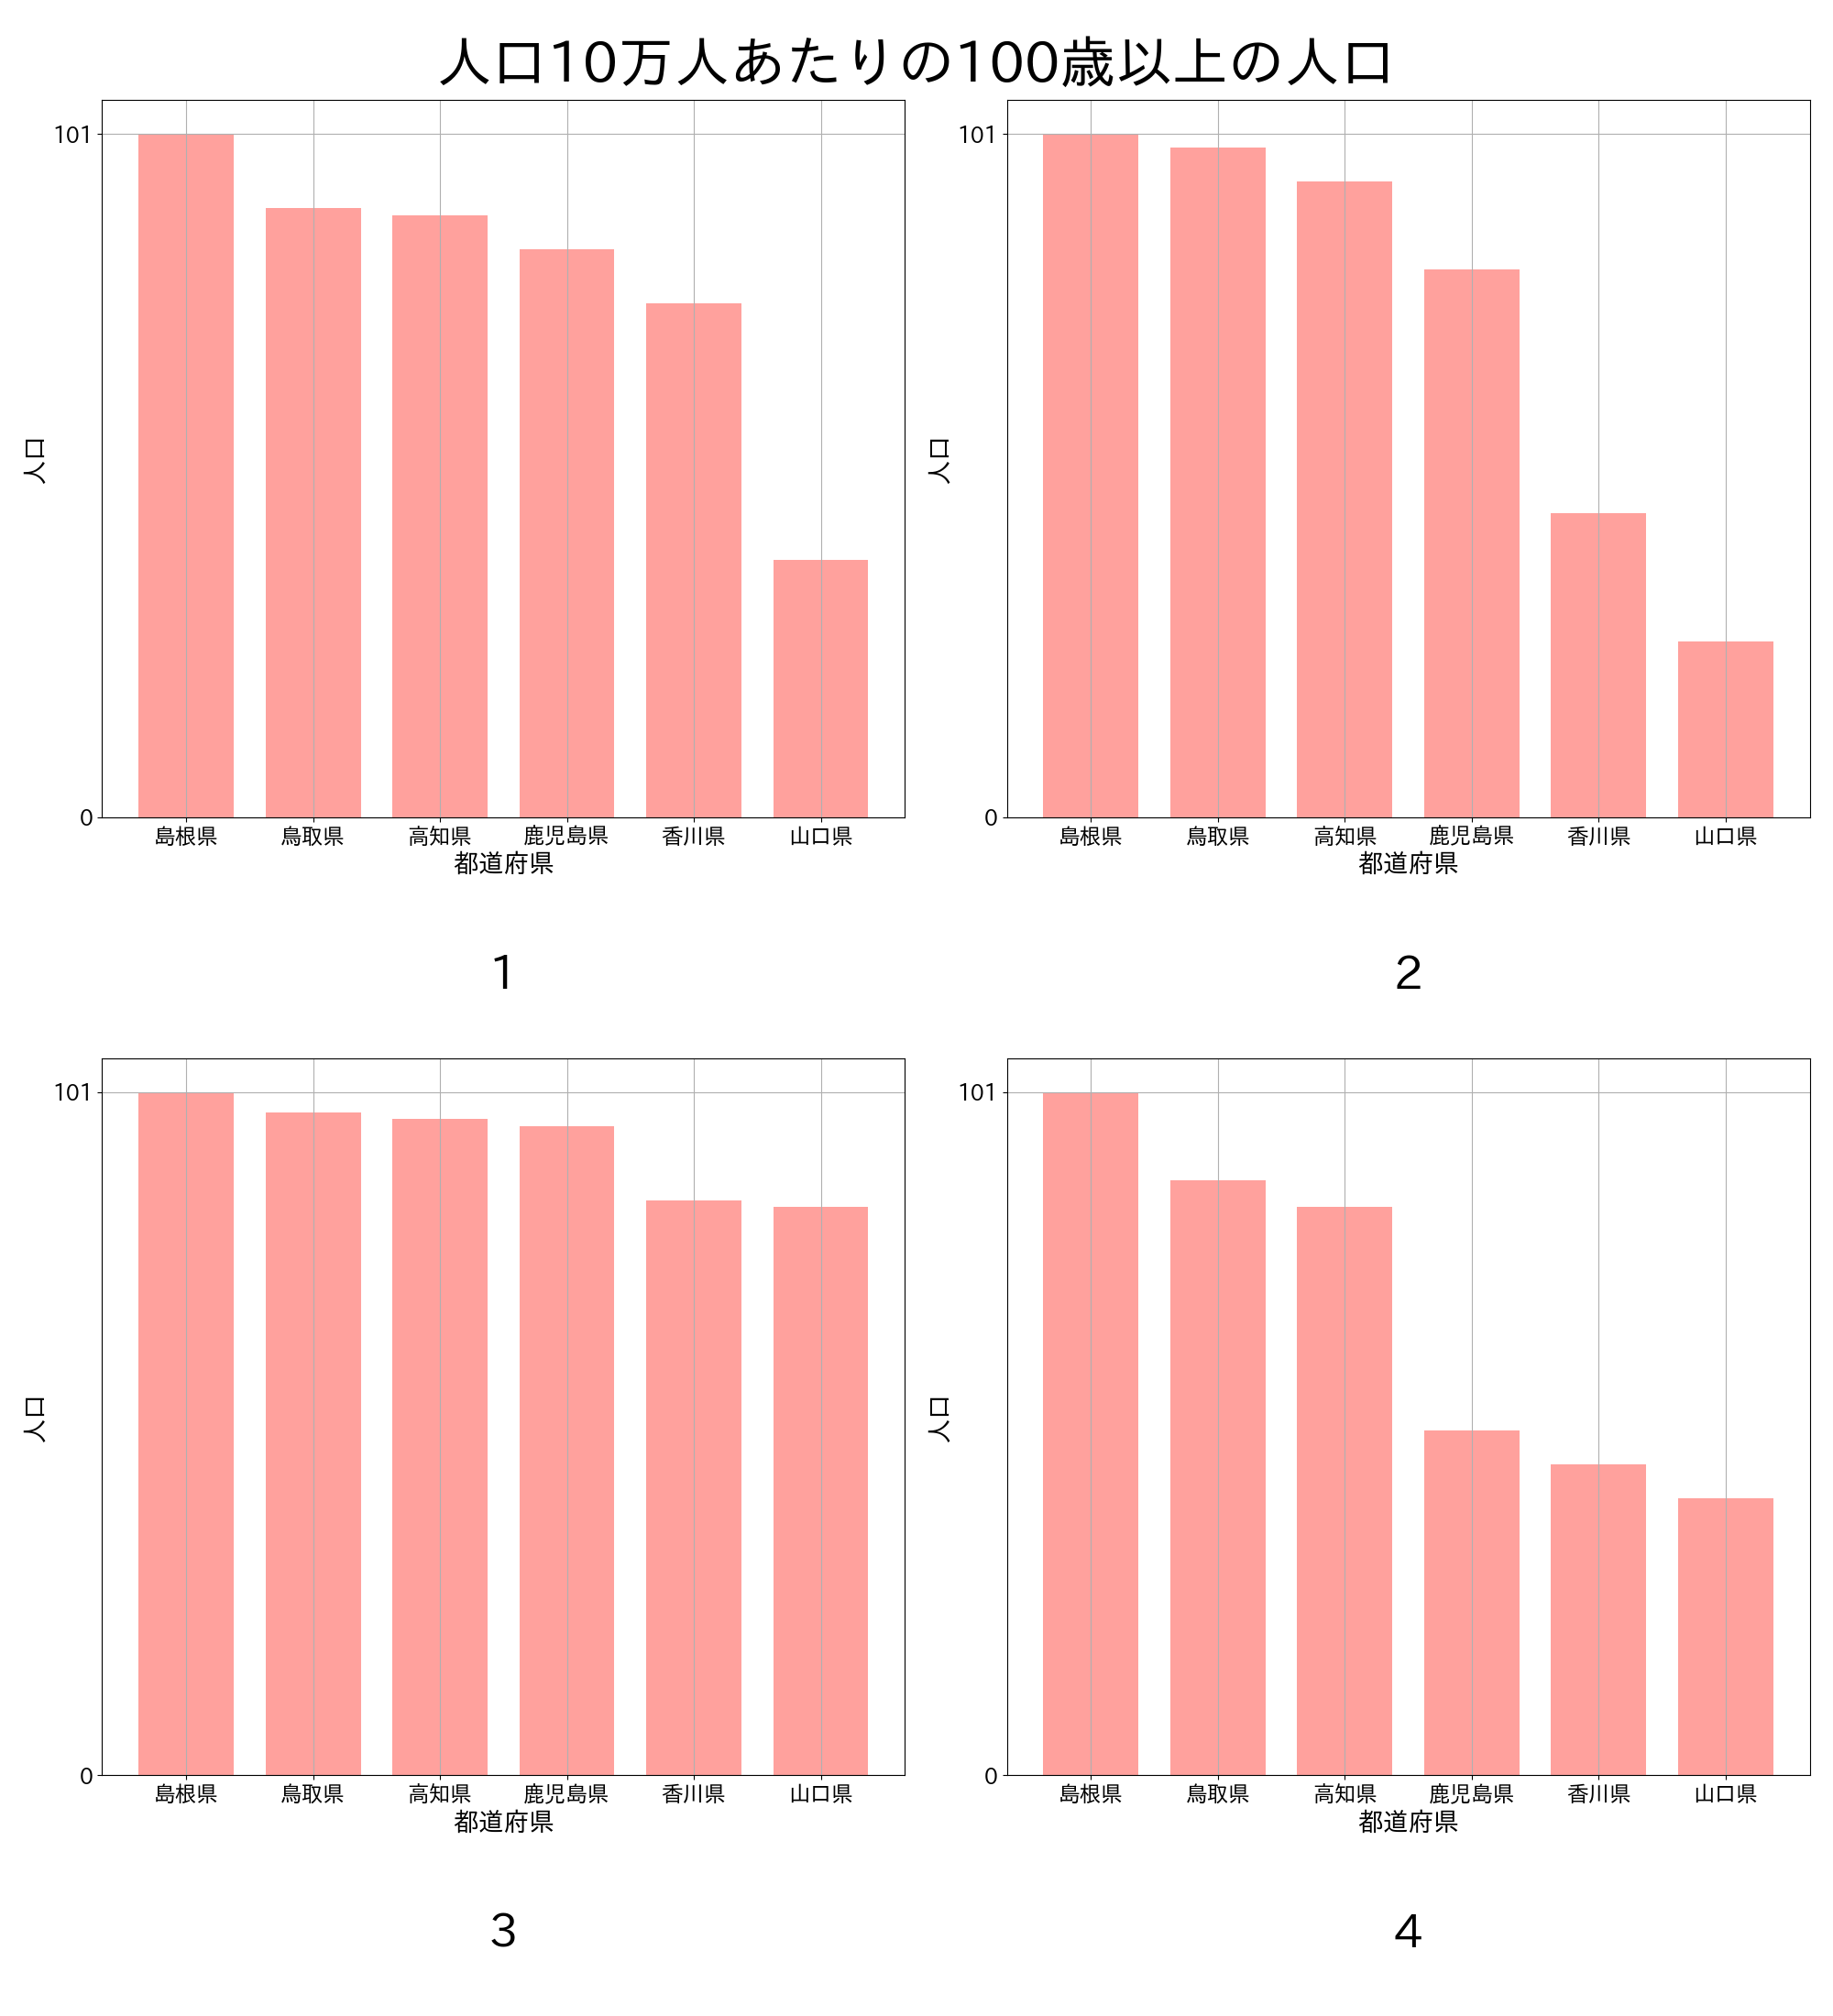 人口10万人あたりの100歳以上の人口
101
0
人口
島根県 鳥取県 高知県 鹿児島県 香川県 山口県
都道府県
1
101
0
人口
島根県 鳥取県 高知県 鹿児島県 香川県 山口県
都道府県
2
101
0
人口
島根県 鳥取県 高知県 鹿児島県 香川県 山口県
都道府県
3
101
0
人口
島根県 鳥取県 高知県 鹿児島県 香川県 山口県
都道府県
4